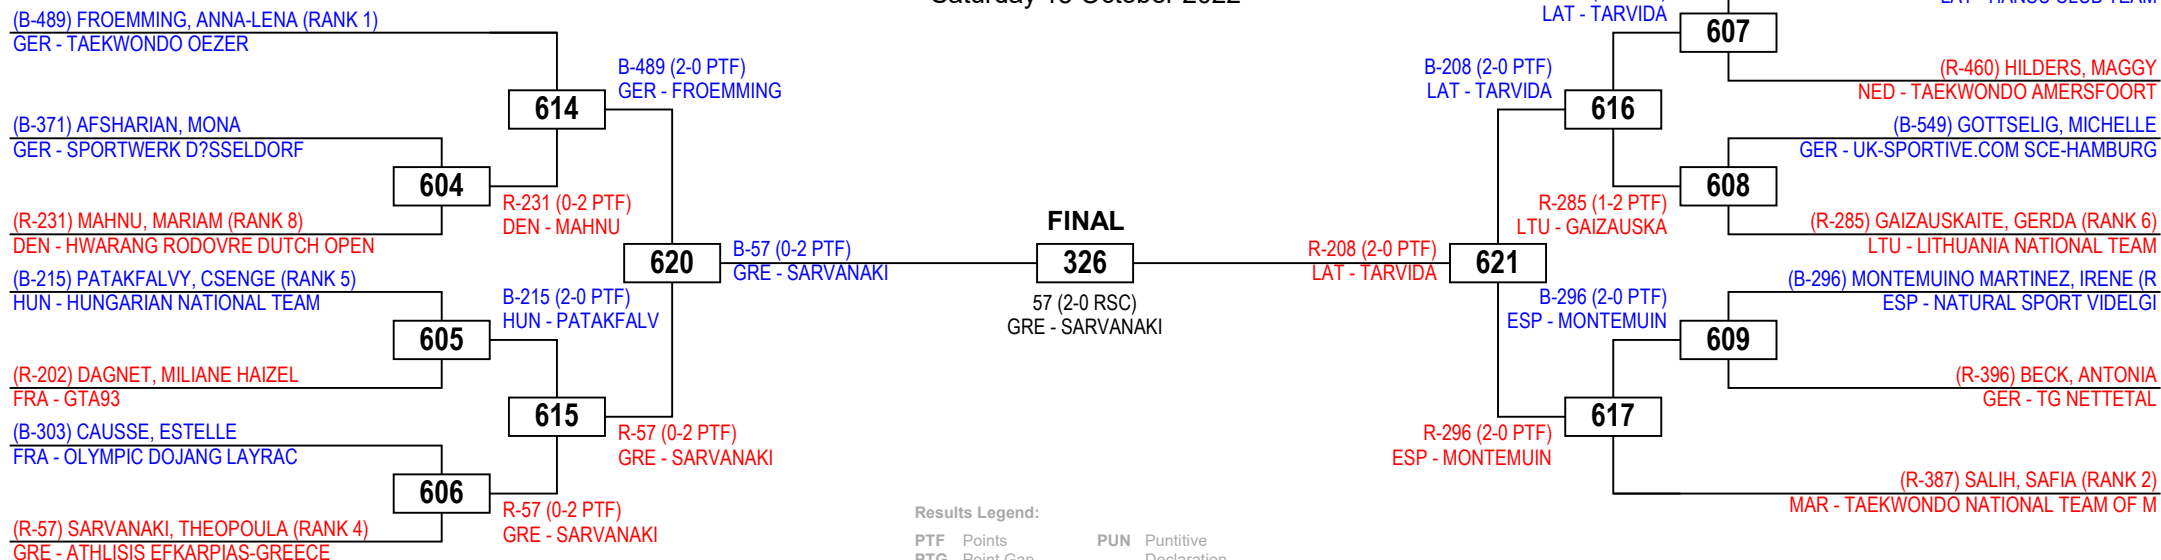 (B-489) FROEMMING, ANNA-LENA (RANK 1)
GER - TAEKWONDO OEZER
B-489 (2-0 PTF)
GER - FROEMMING
614
(B-371) AFSHARIAN, MONA
GER - SPORTWERK D?SSELDORF
604
R-231 (0-2 PTF)
DEN - MAHNU
(R-231) MAHNU, MARIAM (RANK 8)
DEN - HWARANG RODOVRE DUTCH OPEN
620
B-57 (0-2 PTF)
GRE - SARVANAKI
(B-215) PATAKFALVY, CSENGE (RANK 5)
HUN - HUNGARIAN NATIONAL TEAM
B-215 (2-0 PTF)
HUN - PATAKFALV
605
(R-202) DAGNET, MILIANE HAIZEL
FRA - GTA93
615
R-57 (0-2 PTF)
GRE - SARVANAKI
(B-303) CAUSSE, ESTELLE
FRA - OLYMPIC DOJANG LAYRAC
606
R-57 (0-2 PTF)
GRE - SARVANAKI
(R-57) SARVANAKI, THEOPOULA (RANK 4)
GRE - ATHLISIS EFKARPIAS-GREECE
Saturday 15 October 2022
FINAL
326
57 (2-0 RSC)
GRE - SARVANAKI
Results Legend:
PTF Points PUN Puntitive
PTG Point Gap Declaration
LAT - TARVIDA
LAT - HANSU CLUB TEAM
607
(R-460) HILDERS, MAGGY
NED - TAEKWONDO AMERSFOORT
B-208 (2-0 PTF)
LAT - TARVIDA
616
(B-549) GOTTSELIG, MICHELLE
GER - UK-SPORTIVE.COM SCE-HAMBURG
608
R-285 (1-2 PTF)
LTU - GAIZAUSKA
(R-285) GAIZAUSKAITE, GERDA (RANK 6)
LTU - LITHUANIA NATIONAL TEAM
R-208 (2-0 PTF)
LAT - TARVIDA
621
(B-296) MONTEMUINO MARTINEZ, IRENE (R
ESP - NATURAL SPORT VIDELGI
B-296 (2-0 PTF)
ESP - MONTEMUIN
609
(R-396) BECK, ANTONIA
GER - TG NETTETAL
617
R-296 (2-0 PTF)
ESP - MONTEMUIN
(R-387) SALIH, SAFIA (RANK 2)
MAR - TAEKWONDO NATIONAL TEAM OF M